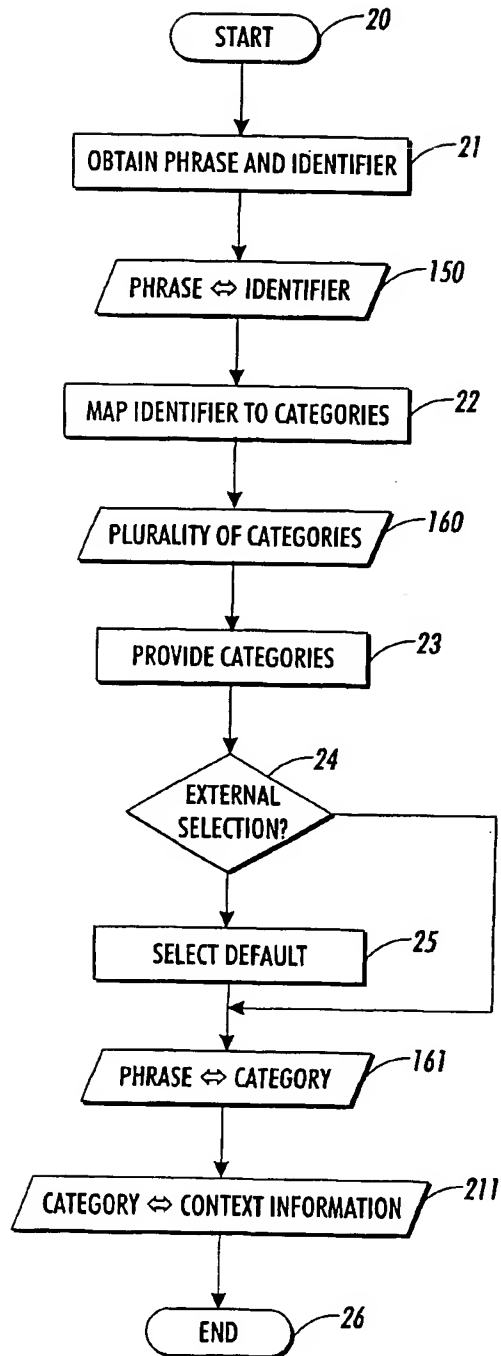 START
20
OBTAIN PHRASE AND IDENTIFIER
21
PHRASE ⇔ IDENTIFIER
150
MAP IDENTIFIER TO CATEGORIES
22
PLURALITY OF CATEGORIES
160
PROVIDE CATEGORIES
23
EXTERNAL
SELECTION?
24
SELECT DEFAULT
25
PHRASE ⇔ CATEGORY
161
CATEGORY ⇔ CONTEXT INFORMATION
211
END
26